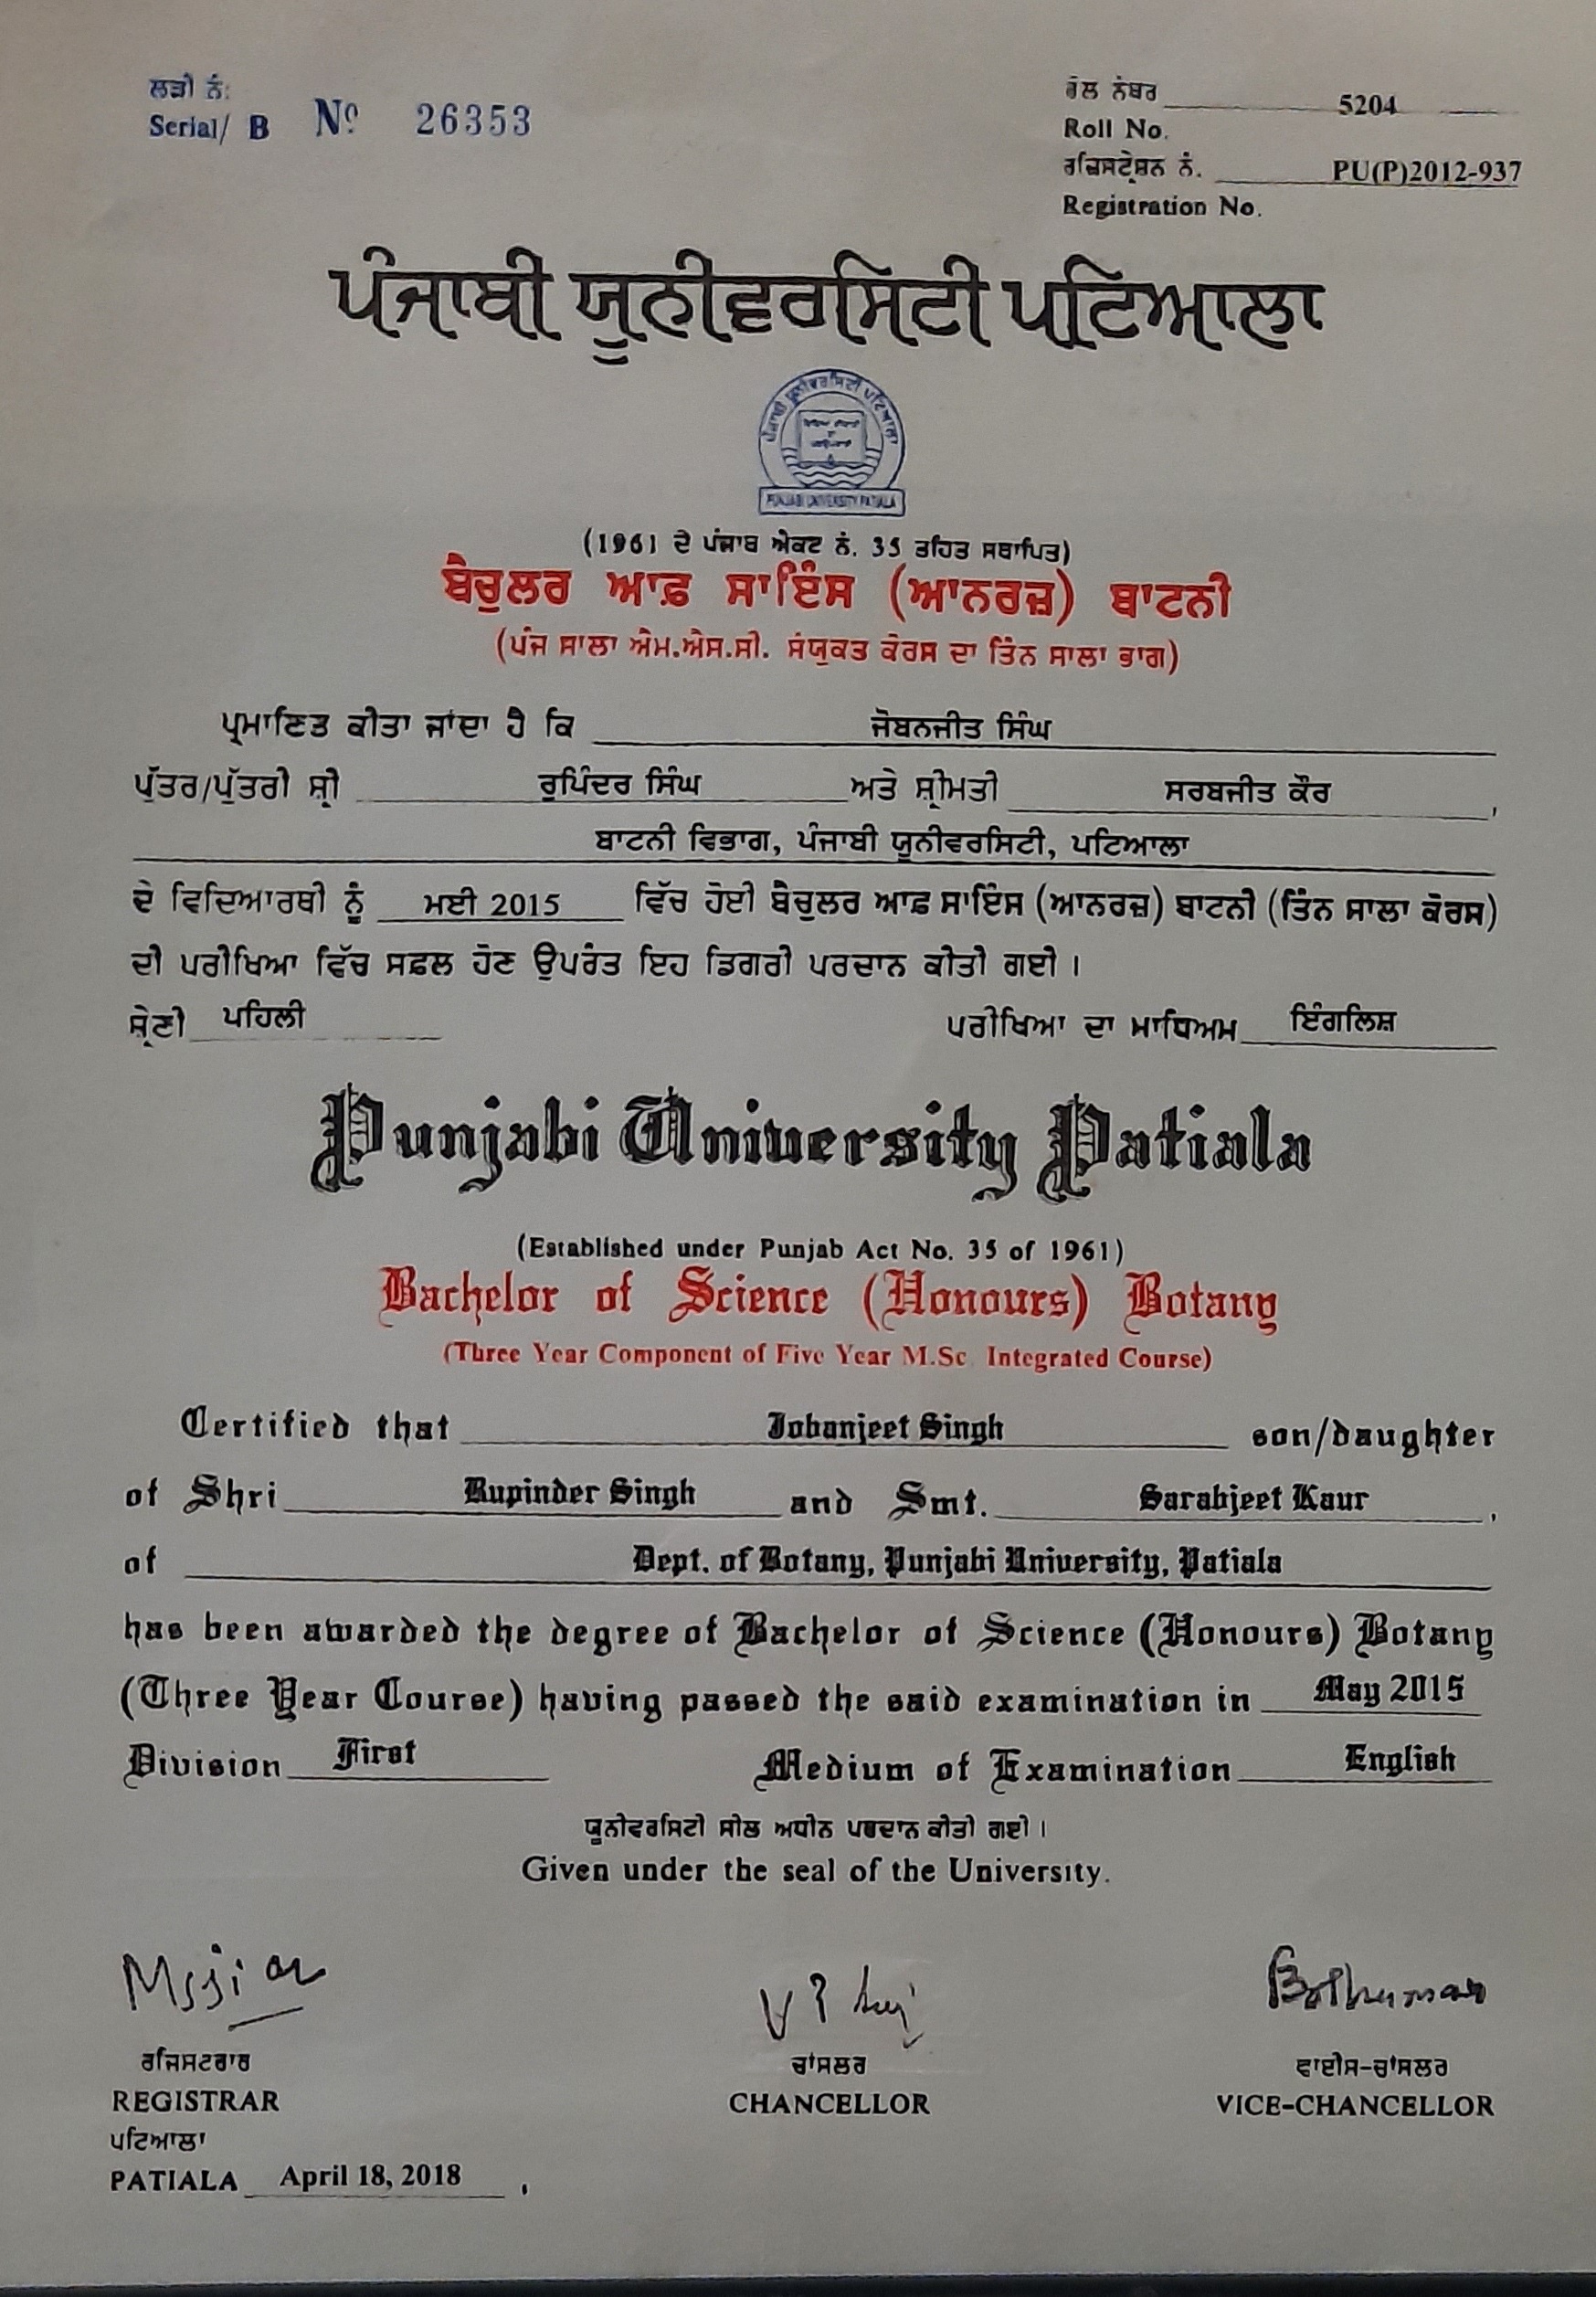 ਲੜੀ ਨੰ:
Serial/ B Nº 26353
ਰੋਲ ਨੰਬਰ 5204
Roll No.
ਰਜ਼ਿਸਟ੍ਰੇਸ਼ਨ ਨੰ. PU(P)2012-937
Registration No.
ਪੰਜਾਬੀ ਯੂਨੀਵਰਸਿਟੀ ਪਟਿਆਲਾ
ਪੰਜਾਬੀ ਯੂਨੀਵਰਸਿਟੀ ਪਟਿਆਲਾ
PUNJABI UNIVERSITY PATIALA
(1961 ਦੇ ਪੰਜਾਬ ਐਕਟ ਨੰ. 35 ਤਹਿਤ ਸਥਾਪਿਤ)
ਬੈਚੁਲਰ ਆਫ਼ ਸਾਇੰਸ (ਆਨਰਜ਼) ਬਾਟਨੀ
(ਪੰਜ ਸਾਲਾ ਐਮ.ਐਸ.ਸੀ. ਸੰਯੁਕਤ ਕੋਰਸ ਦਾ ਤਿੰਨ ਸਾਲਾ ਭਾਗ)
ਪ੍ਰਮਾਣਿਤ ਕੀਤਾ ਜਾਂਦਾ ਹੈ ਕਿ ਜੋਬਨਜੀਤ ਸਿੰਘ
ਪੁੱਤਰ/ਪੁੱਤਰੀ ਸ਼੍ਰੀ ਰੁਪਿੰਦਰ ਸਿੰਘ ਅਤੇ ਸ਼੍ਰੀਮਤੀ ਸਰਬਜੀਤ ਕੌਰ ,
ਬਾਟਨੀ ਵਿਭਾਗ, ਪੰਜਾਬੀ ਯੂਨੀਵਰਸਿਟੀ, ਪਟਿਆਲਾ
ਦੇ ਵਿਦਿਆਰਥੀ ਨੂੰ ਮਈ 2015 ਵਿੱਚ ਹੋਈ ਬੈਚੁਲਰ ਆਫ਼ ਸਾਇੰਸ (ਆਨਰਜ਼) ਬਾਟਨੀ (ਤਿੰਨ ਸਾਲਾ ਕੋਰਸ)
ਦੀ ਪਰੀਖਿਆ ਵਿੱਚ ਸਫ਼ਲ ਹੋਣ ਉਪਰੰਤ ਇਹ ਡਿਗਰੀ ਪਰਦਾਨ ਕੀਤੀ ਗਈ ।
ਸ਼੍ਰੇਣੀ ਪਹਿਲੀ ਪਰੀਖਿਆ ਦਾ ਮਾਧਿਅਮ ਇੰਗਲਿਸ਼
Punjabi University Patiala
(Established under Punjab Act No. 35 of 1961)
Bachelor of Science (Honours) Botany
(Three Year Component of Five Year M.Sc. Integrated Course)
Certified that Jobanjeet Singh son/daughter
of Shri Rupinder Singh and Smt. Sarabjeet Kaur ,
of Dept. of Botany, Punjabi University, Patiala
has been awarded the degree of Bachelor of Science (Honours) Botany
(Three Year Course) having passed the said examination in May 2015
Division First Medium of Examination English
ਯੂਨੀਵਰਸਿਟੀ ਸੀਲ ਅਧੀਨ ਪਰਦਾਨ ਕੀਤੀ ਗਈ ।
Given under the seal of the University.
ਰਜਿਸਟਰਾਰ
REGISTRAR
ਚਾਂਸਲਰ
CHANCELLOR
ਵਾਈਸ-ਚਾਂਸਲਰ
VICE-CHANCELLOR
ਪਟਿਆਲਾ
PATIALA April 18, 2018 .